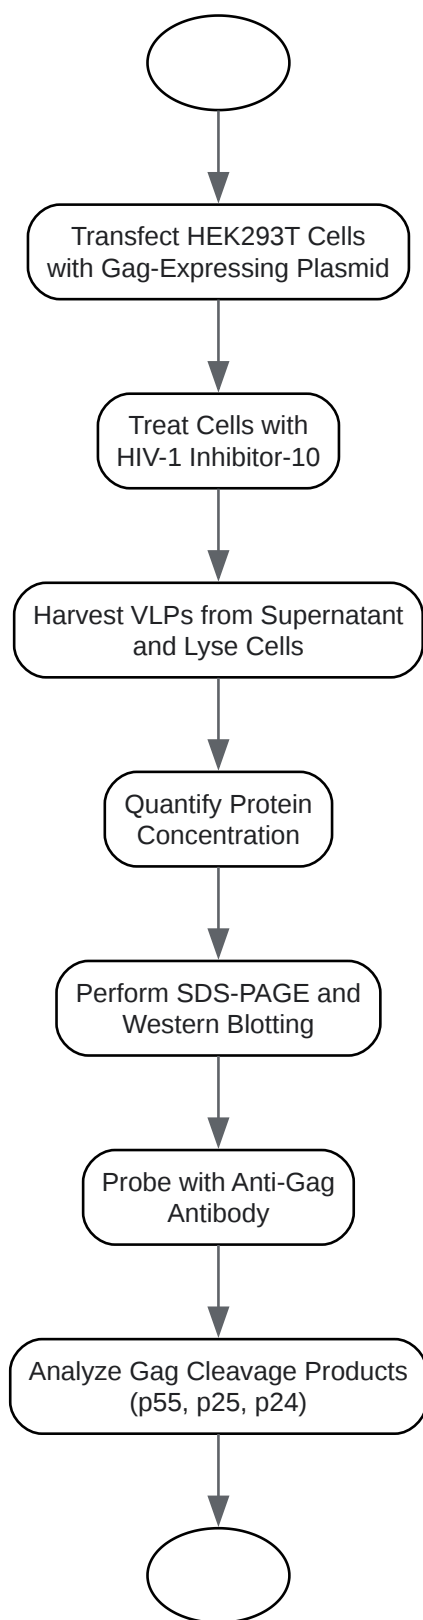 Transfect HEK293T Cells
with Gag-Expressing Plasmid
Treat Cells with
HIV-1 Inhibitor-10
Harvest VLPs from Supernatant
and Lyse Cells
Quantify Protein
Concentration
Perform SDS-PAGE and
Western Blotting
Probe with Anti-Gag
Antibody
Analyze Gag Cleavage Products
(p55, p25, p24)